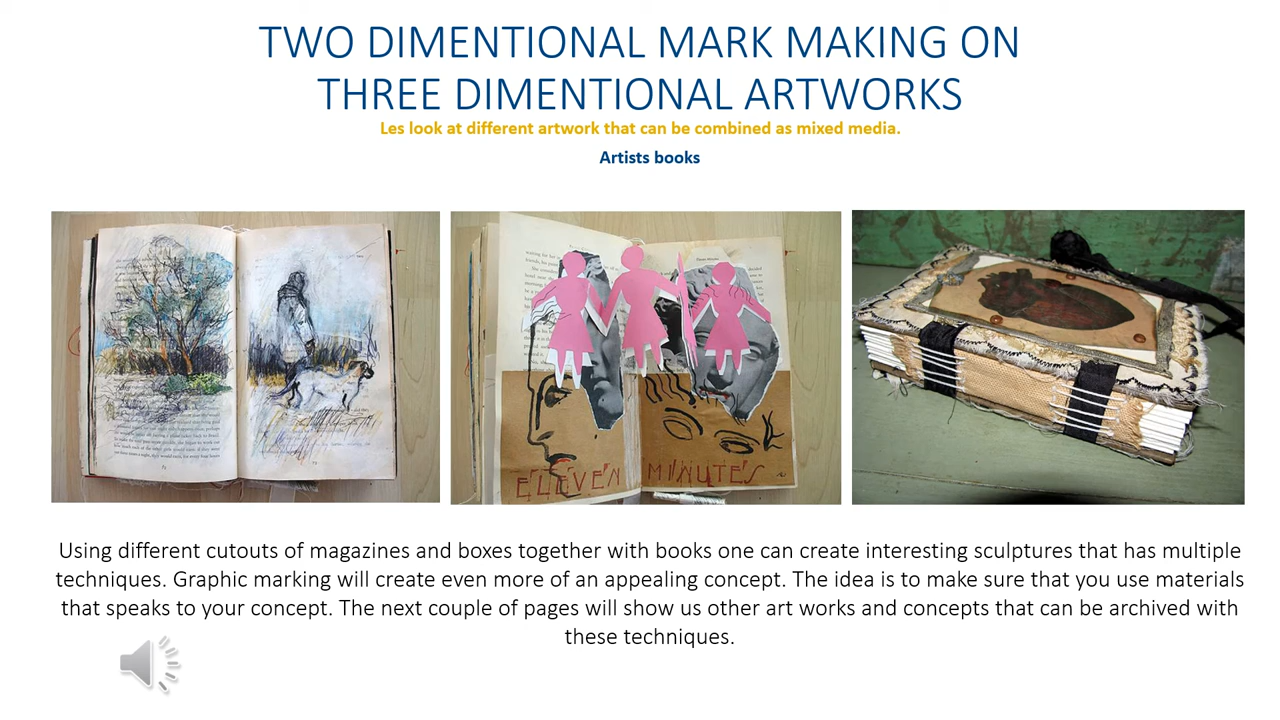 TWO DIMENTIONAL MARK MAKING ON
THREE DIMENTIONAL ARTWORKS
Les look at different artwork that can be combined as mixed media.
Artists books
ELEVEN MINUTES
Using different cutouts of magazines and boxes together with books one can create interesting sculptures that has multiple
techniques. Graphic marking will create even more of an appealing concept. The idea is to make sure that you use materials
that speaks to your concept. The next couple of pages will show us other art works and concepts that can be archived with
these techniques.